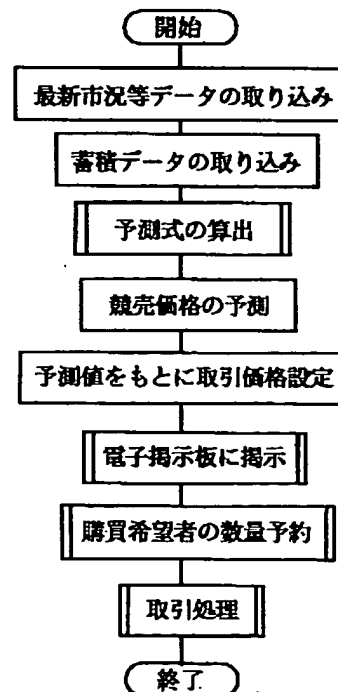 開始
最新市況等データの取り込み
蓄積データの取り込み
予測式の算出
競売価格の予測
予測値をもとに取引価格設定
電子掲示板に掲示
購買希望者の数量予約
取引処理
終了